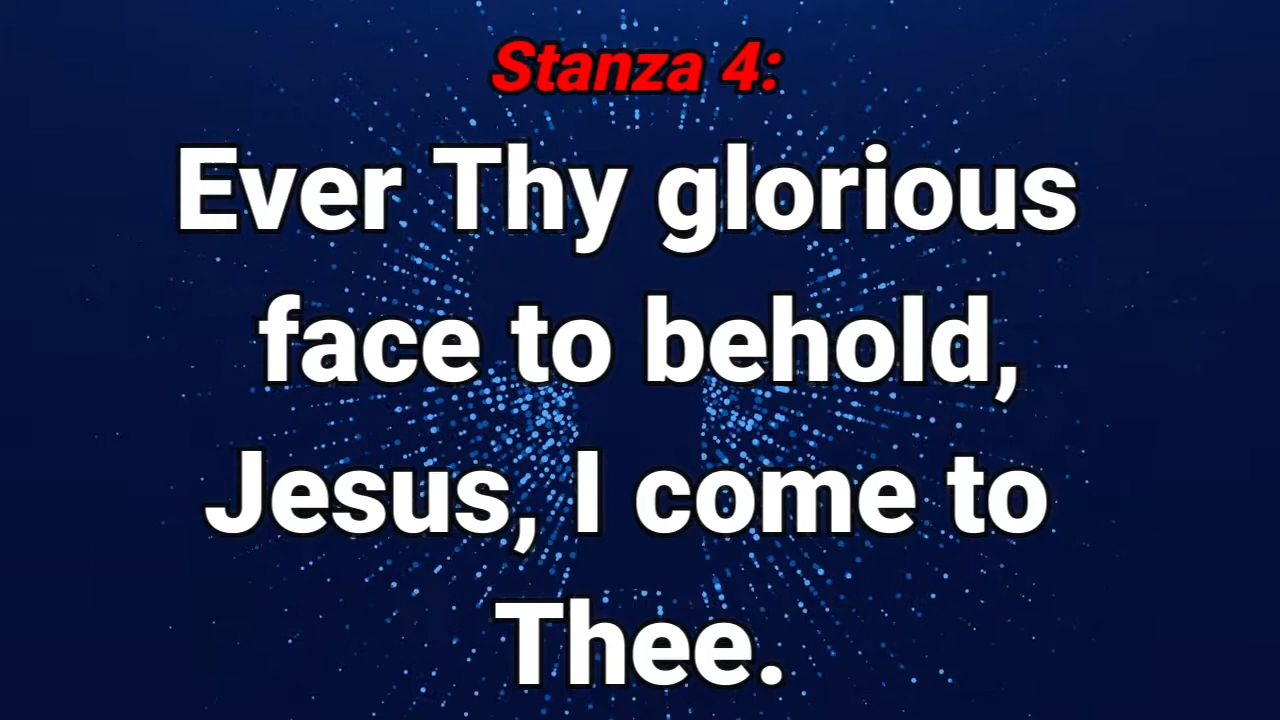 Stanza 4:
Ever Thy glorious
face to behold,
Jesus, I come to
Thee.